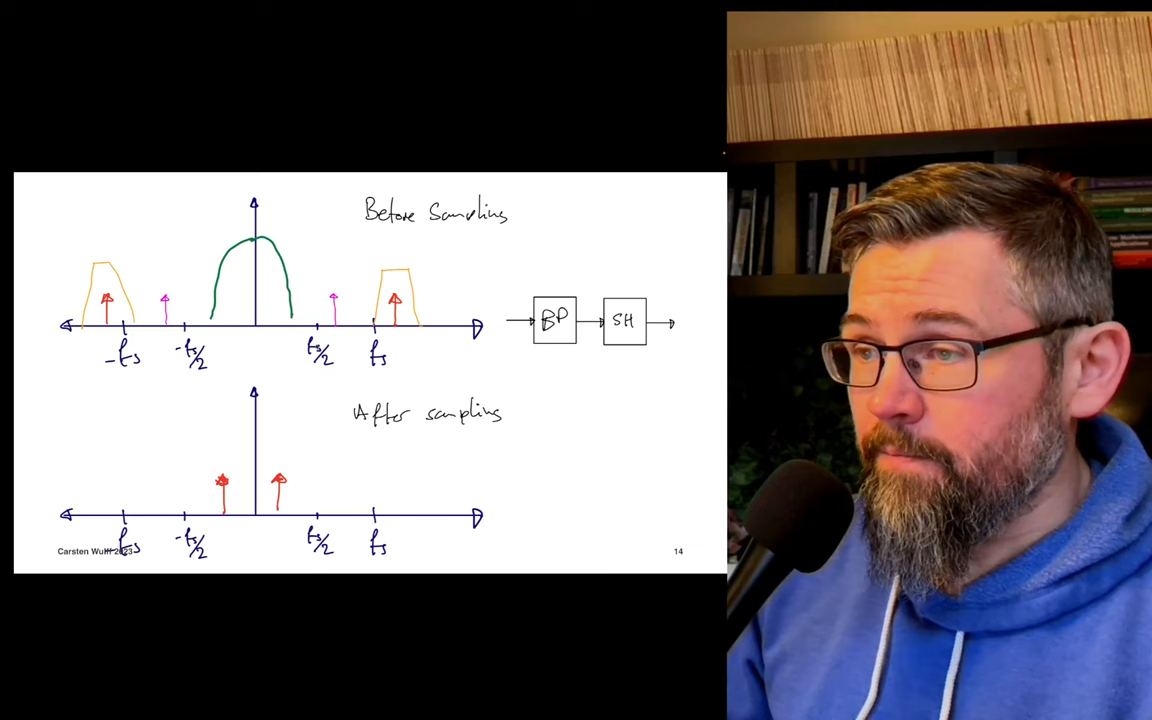 Before Sampling
-fs
-fs/2
fs/2
fs
BP
SH
After sampling
fs
-fs/2
fs/2
fs
Carsten Wulff 2023
14